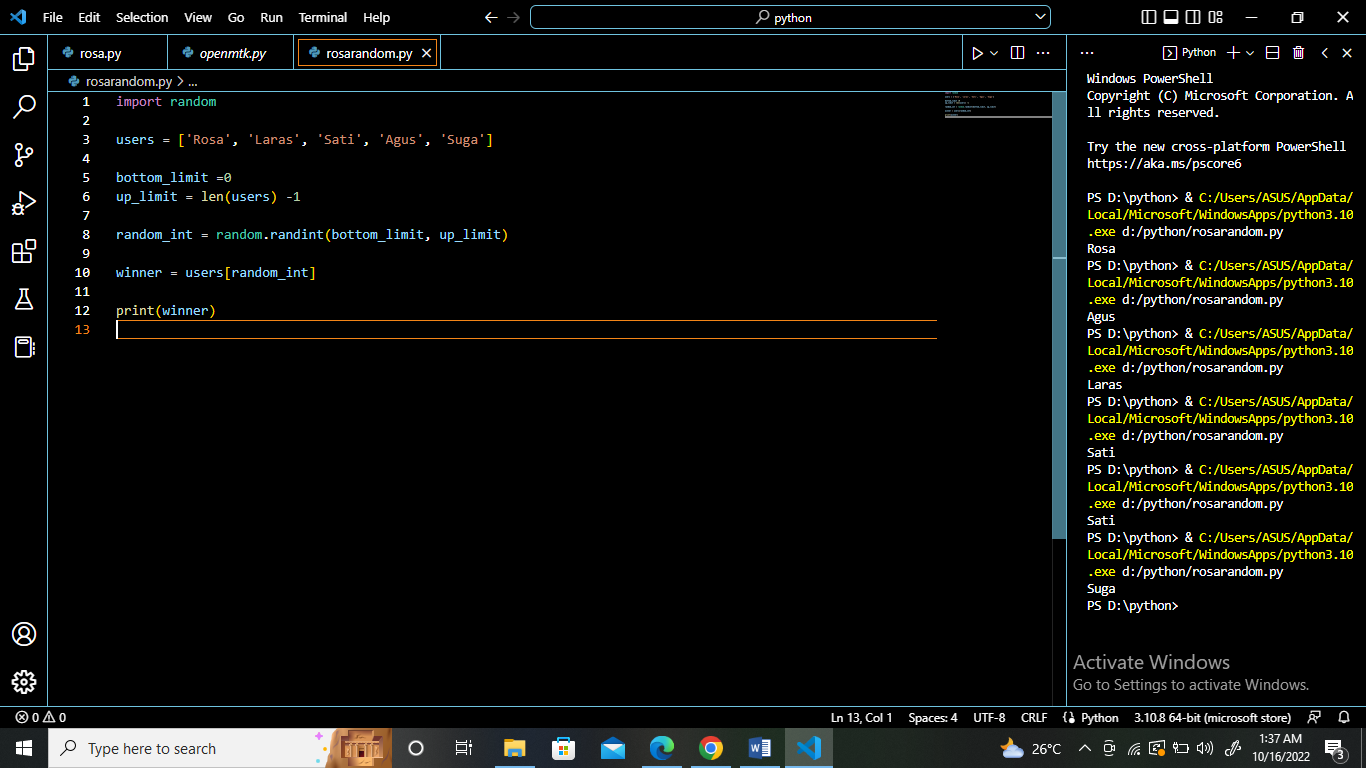 File Edit Selection View Go Run Terminal Help
python
rosa.py
openmtk.py
rosarandom.py
Python
rosarandom.py > ...
1 import random
2
3 users = ['Rosa', 'Laras', 'Sati', 'Agus', 'Suga']
4
5 bottom_limit =0
6 up_limit = len(users) -1
7
8 random_int = random.randint(bottom_limit, up_limit)
9
10 winner = users[random_int]
11
12 print(winner)
13
Windows PowerShell
Copyright (C) Microsoft Corporation. A
ll rights reserved.
Try the new cross-platform PowerShell
https://aka.ms/pscore6
PS D:\python> & C:/Users/ASUS/AppData/
Local/Microsoft/WindowsApps/python3.10
.exe d:/python/rosarandom.py
Rosa
PS D:\python> & C:/Users/ASUS/AppData/
Local/Microsoft/WindowsApps/python3.10
.exe d:/python/rosarandom.py
Agus
PS D:\python> & C:/Users/ASUS/AppData/
Local/Microsoft/WindowsApps/python3.10
.exe d:/python/rosarandom.py
Laras
PS D:\python> & C:/Users/ASUS/AppData/
Local/Microsoft/WindowsApps/python3.10
.exe d:/python/rosarandom.py
Sati
PS D:\python> & C:/Users/ASUS/AppData/
Local/Microsoft/WindowsApps/python3.10
.exe d:/python/rosarandom.py
Sati
PS D:\python> & C:/Users/ASUS/AppData/
Local/Microsoft/WindowsApps/python3.10
.exe d:/python/rosarandom.py
Suga
PS D:\python>
Activate Windows
Go to Settings to activate Windows.
0 0
Ln 13, Col 1 Spaces: 4 UTF-8 CRLF Python 3.10.8 64-bit (microsoft store)
Type here to search
26°C
1:37 AM
10/16/2022
3